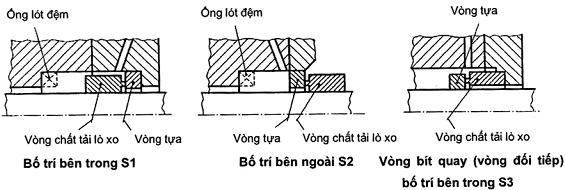 Ống lót đệm
Vòng chất tải lò xo
Vòng tựa
Bố trí bên trong S1
Ống lót đệm
Vòng tựa
Vòng chất tải lò xo
Bố trí bên ngoài S2
Vòng tựa
Vòng chất tải lò xo
Vòng bít quay (vòng đối tiếp)
bố trí bên trong S3